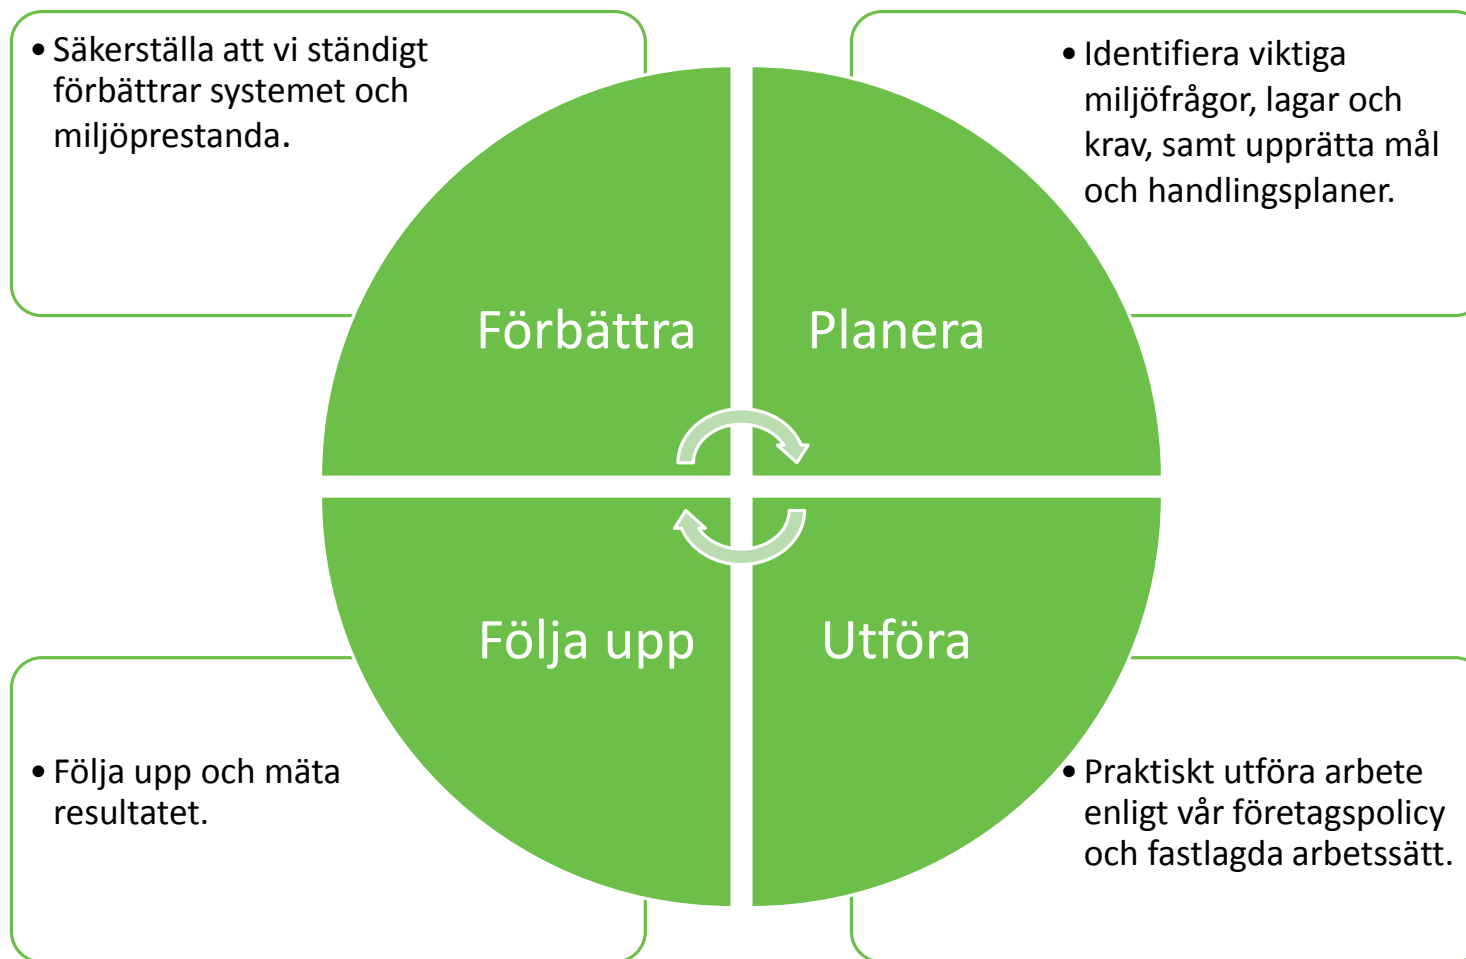 • Säkerställa att vi ständigt
förbättrar systemet och
miljöprestanda.
• Identifiera viktiga
miljöfrågor, lagar och
krav, samt upprätta mål
och handlingsplaner.
Förbättra
Planera
Följa upp
Utföra
• Följa upp och mäta
resultatet.
• Praktiskt utföra arbete
enligt vår företagspolicy
och fastlagda arbetssätt.